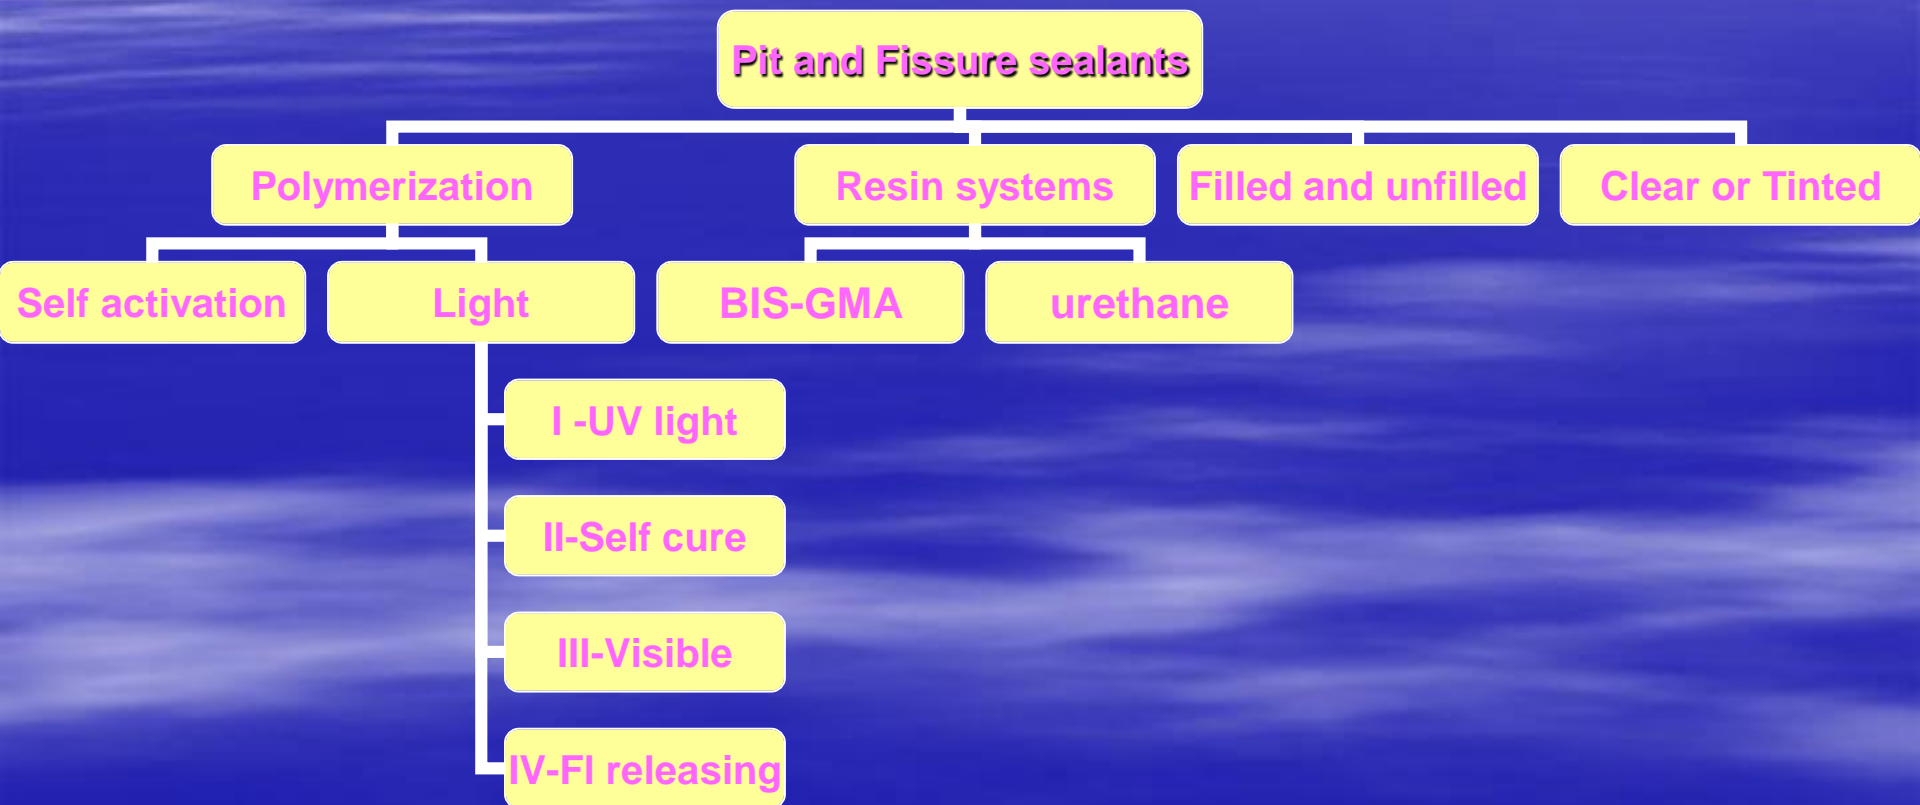 Pit and Fissure sealants
Polymerization
Resin systems
Filled and unfilled
Clear or Tinted
Self activation
Light
BIS-GMA
urethane
I -UV light
II-Self cure
III-Visible
IV-Fl releasing